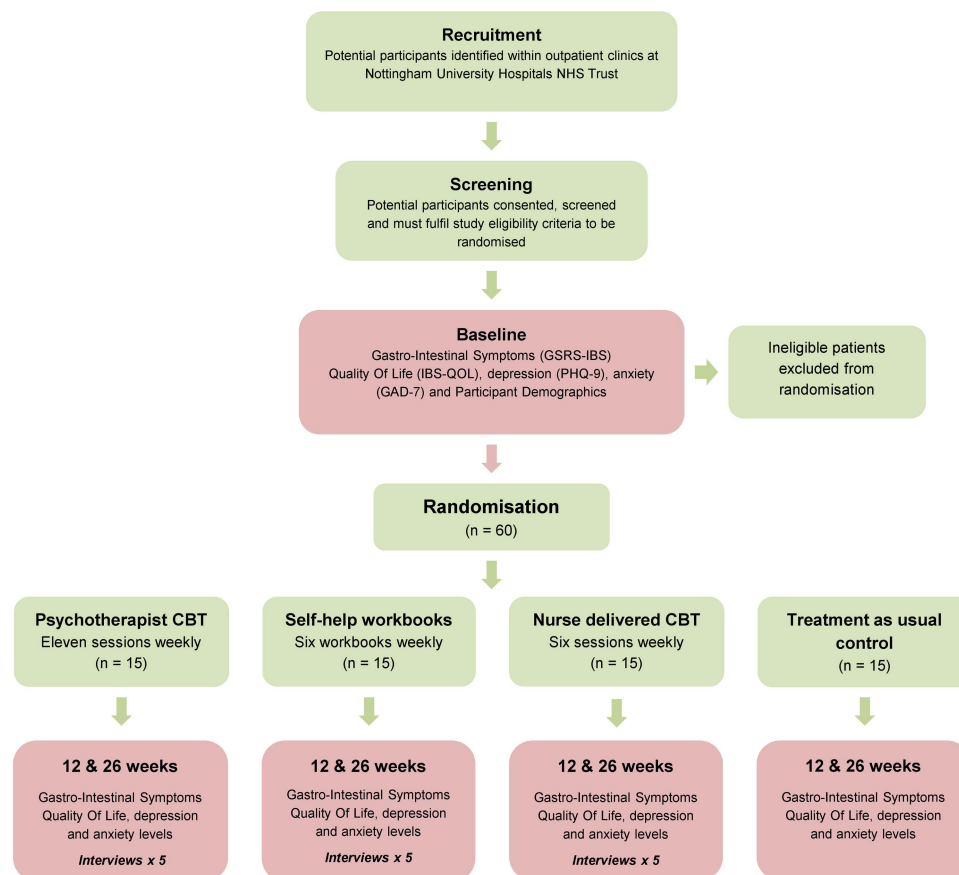 Recruitment
Potential participants identified within outpatient clinics at
Nottingham University Hospitals NHS Trust
Screening
Potential participants consented, screened
and must fulfil study eligibility criteria to be
randomised
Baseline
Gastro-Intestinal Symptoms (GSRS-IBS)
Quality Of Life (IBS-QOL), depression (PHQ-9), anxiety
(GAD-7) and Participant Demographics
Ineligible patients
excluded from
randomisation
Randomisation
(n = 60)
Psychotherapist CBT
Eleven sessions weekly
(n = 15)
Self-help workbooks
Six workbooks weekly
(n = 15)
Nurse delivered CBT
Six sessions weekly
(n = 15)
Treatment as usual
control
(n = 15)
12 & 26 weeks
Gastro-Intestinal Symptoms
Quality Of Life, depression
and anxiety levels
Interviews x 5
12 & 26 weeks
Gastro-Intestinal Symptoms
Quality Of Life, depression
and anxiety levels
Interviews x 5
12 & 26 weeks
Gastro-Intestinal Symptoms
Quality Of Life, depression
and anxiety levels
Interviews x 5
12 & 26 weeks
Gastro-Intestinal Symptoms
Quality Of Life, depression
and anxiety levels